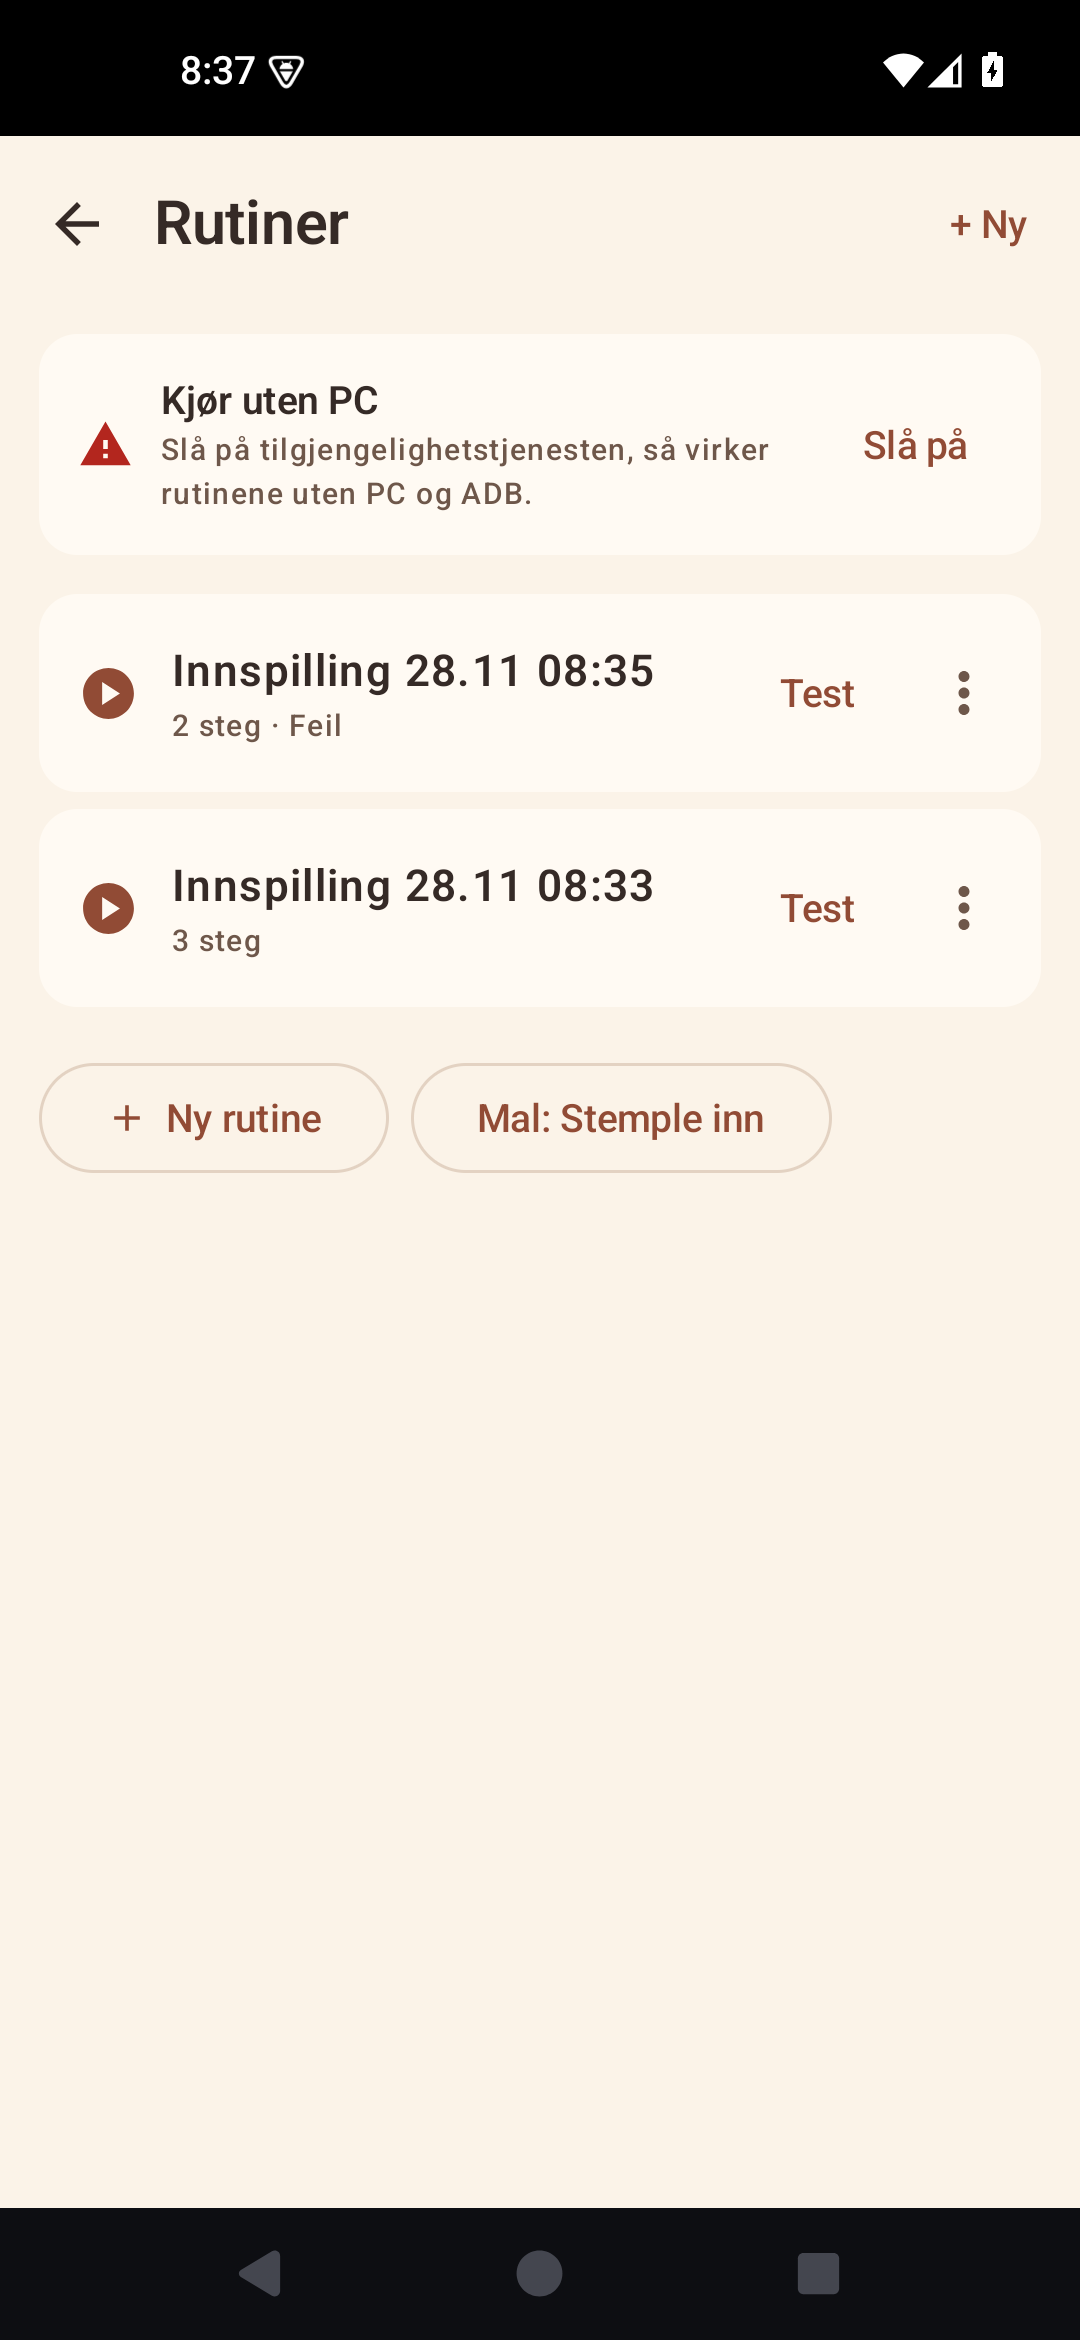 8:37
Rutiner
+ Ny
Kjør uten PC
Slå på tilgjengelighetstjenesten, så virker
rutinene uten PC og ADB.
Slå på
Innspilling 28.11 08:35
2 steg · Feil
Test
Innspilling 28.11 08:33
3 steg
Test
+ Ny rutine
Mal: Stemple inn